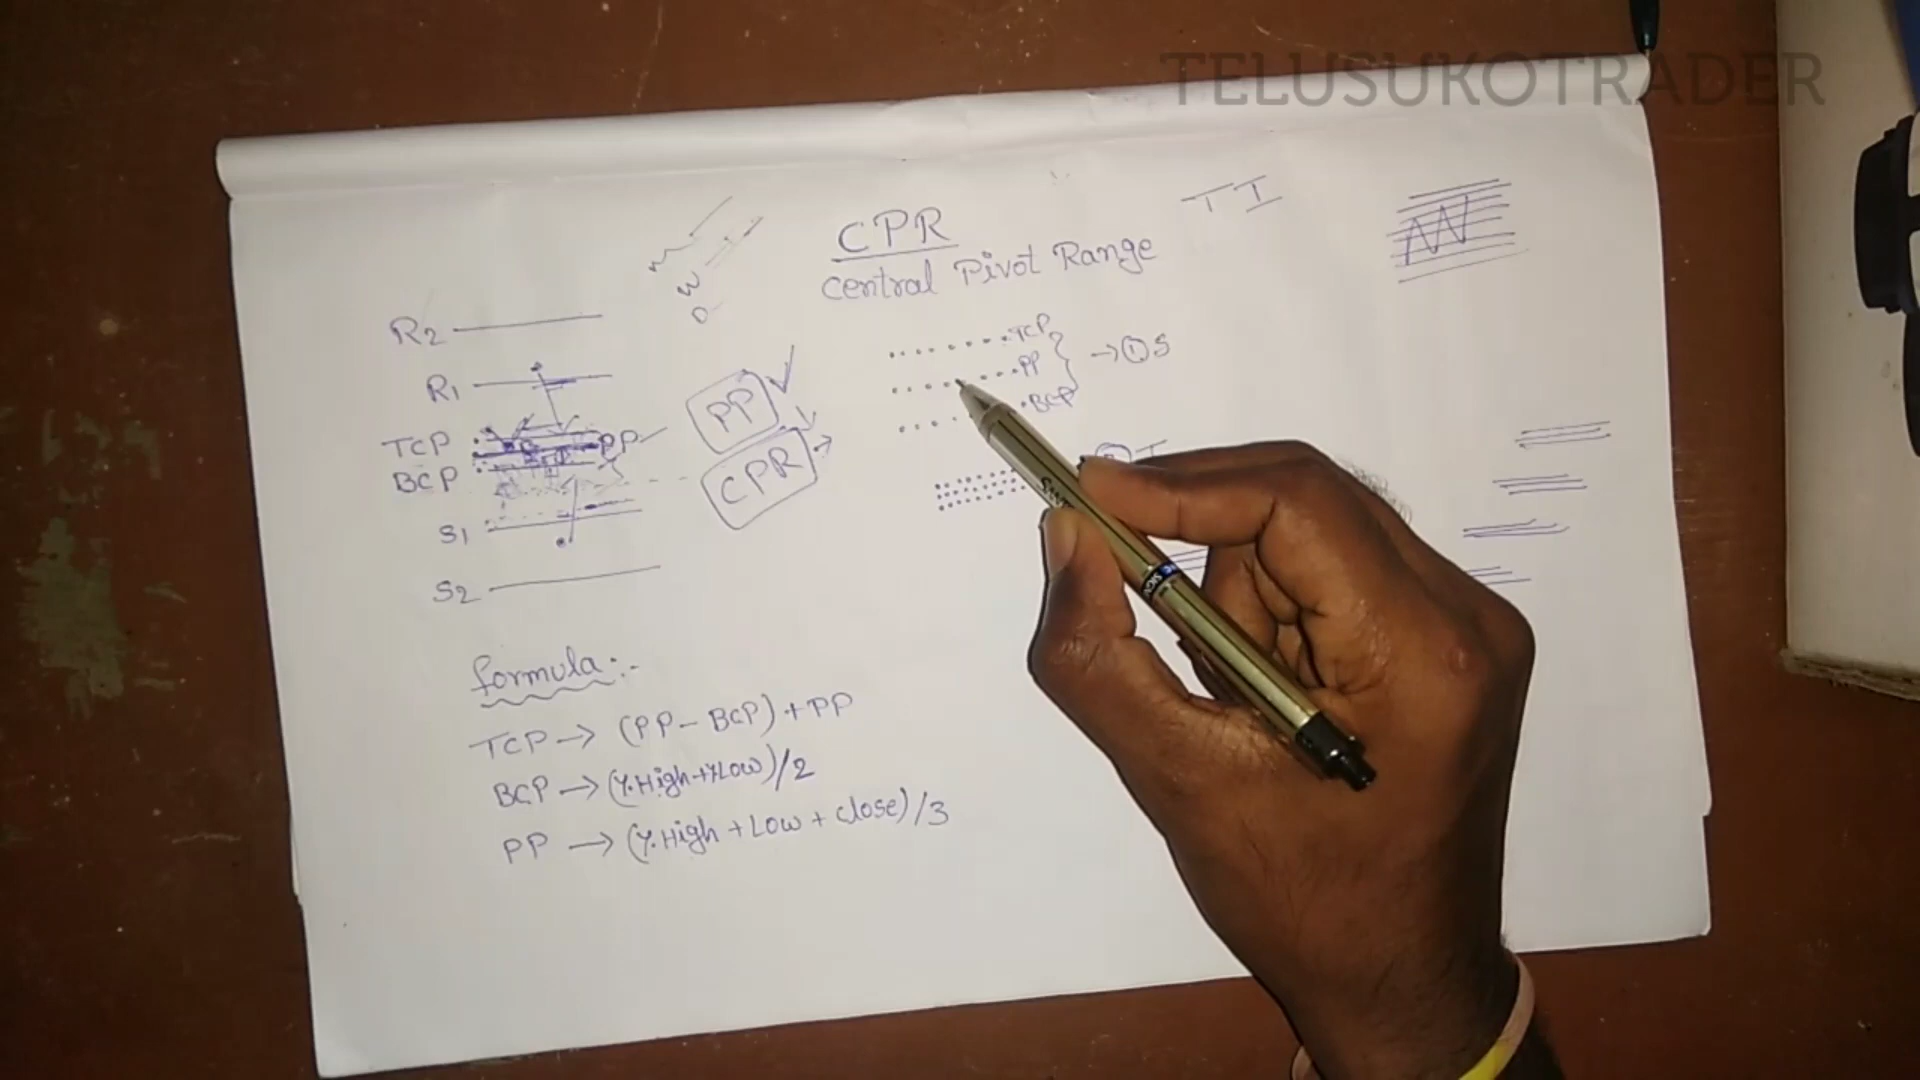 TELUSUKOTRADER
CPR
Central Pivot Range
T I
W
D
R2
R1
TCP
PP
BCP
S1
S2
PP
CPR
TCP
PP
BCP
→ ① S
formula:-
TCP → (PP - BCP) + PP
BCP → (Y.High + Y.Low)/2
PP → (Y.High + Low + Close)/3